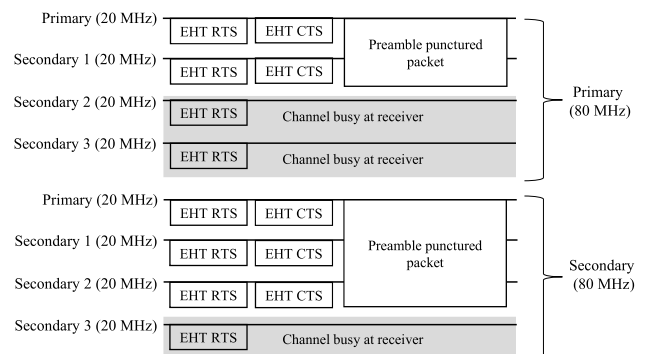 Primary (20 MHz)
EHT RTS
EHT CTS
Preamble punctured
packet
Secondary 1 (20 MHz)
EHT RTS
EHT CTS
Secondary 2 (20 MHz)
EHT RTS
Channel busy at receiver
Secondary 3 (20 MHz)
EHT RTS
Channel busy at receiver
Primary
(80 MHz)
Primary (20 MHz)
EHT RTS
EHT CTS
Preamble punctured
packet
Secondary 1 (20 MHz)
EHT RTS
EHT CTS
Secondary 2 (20 MHz)
EHT RTS
EHT CTS
Secondary 3 (20 MHz)
EHT RTS
Channel busy at receiver
Secondary
(80 MHz)